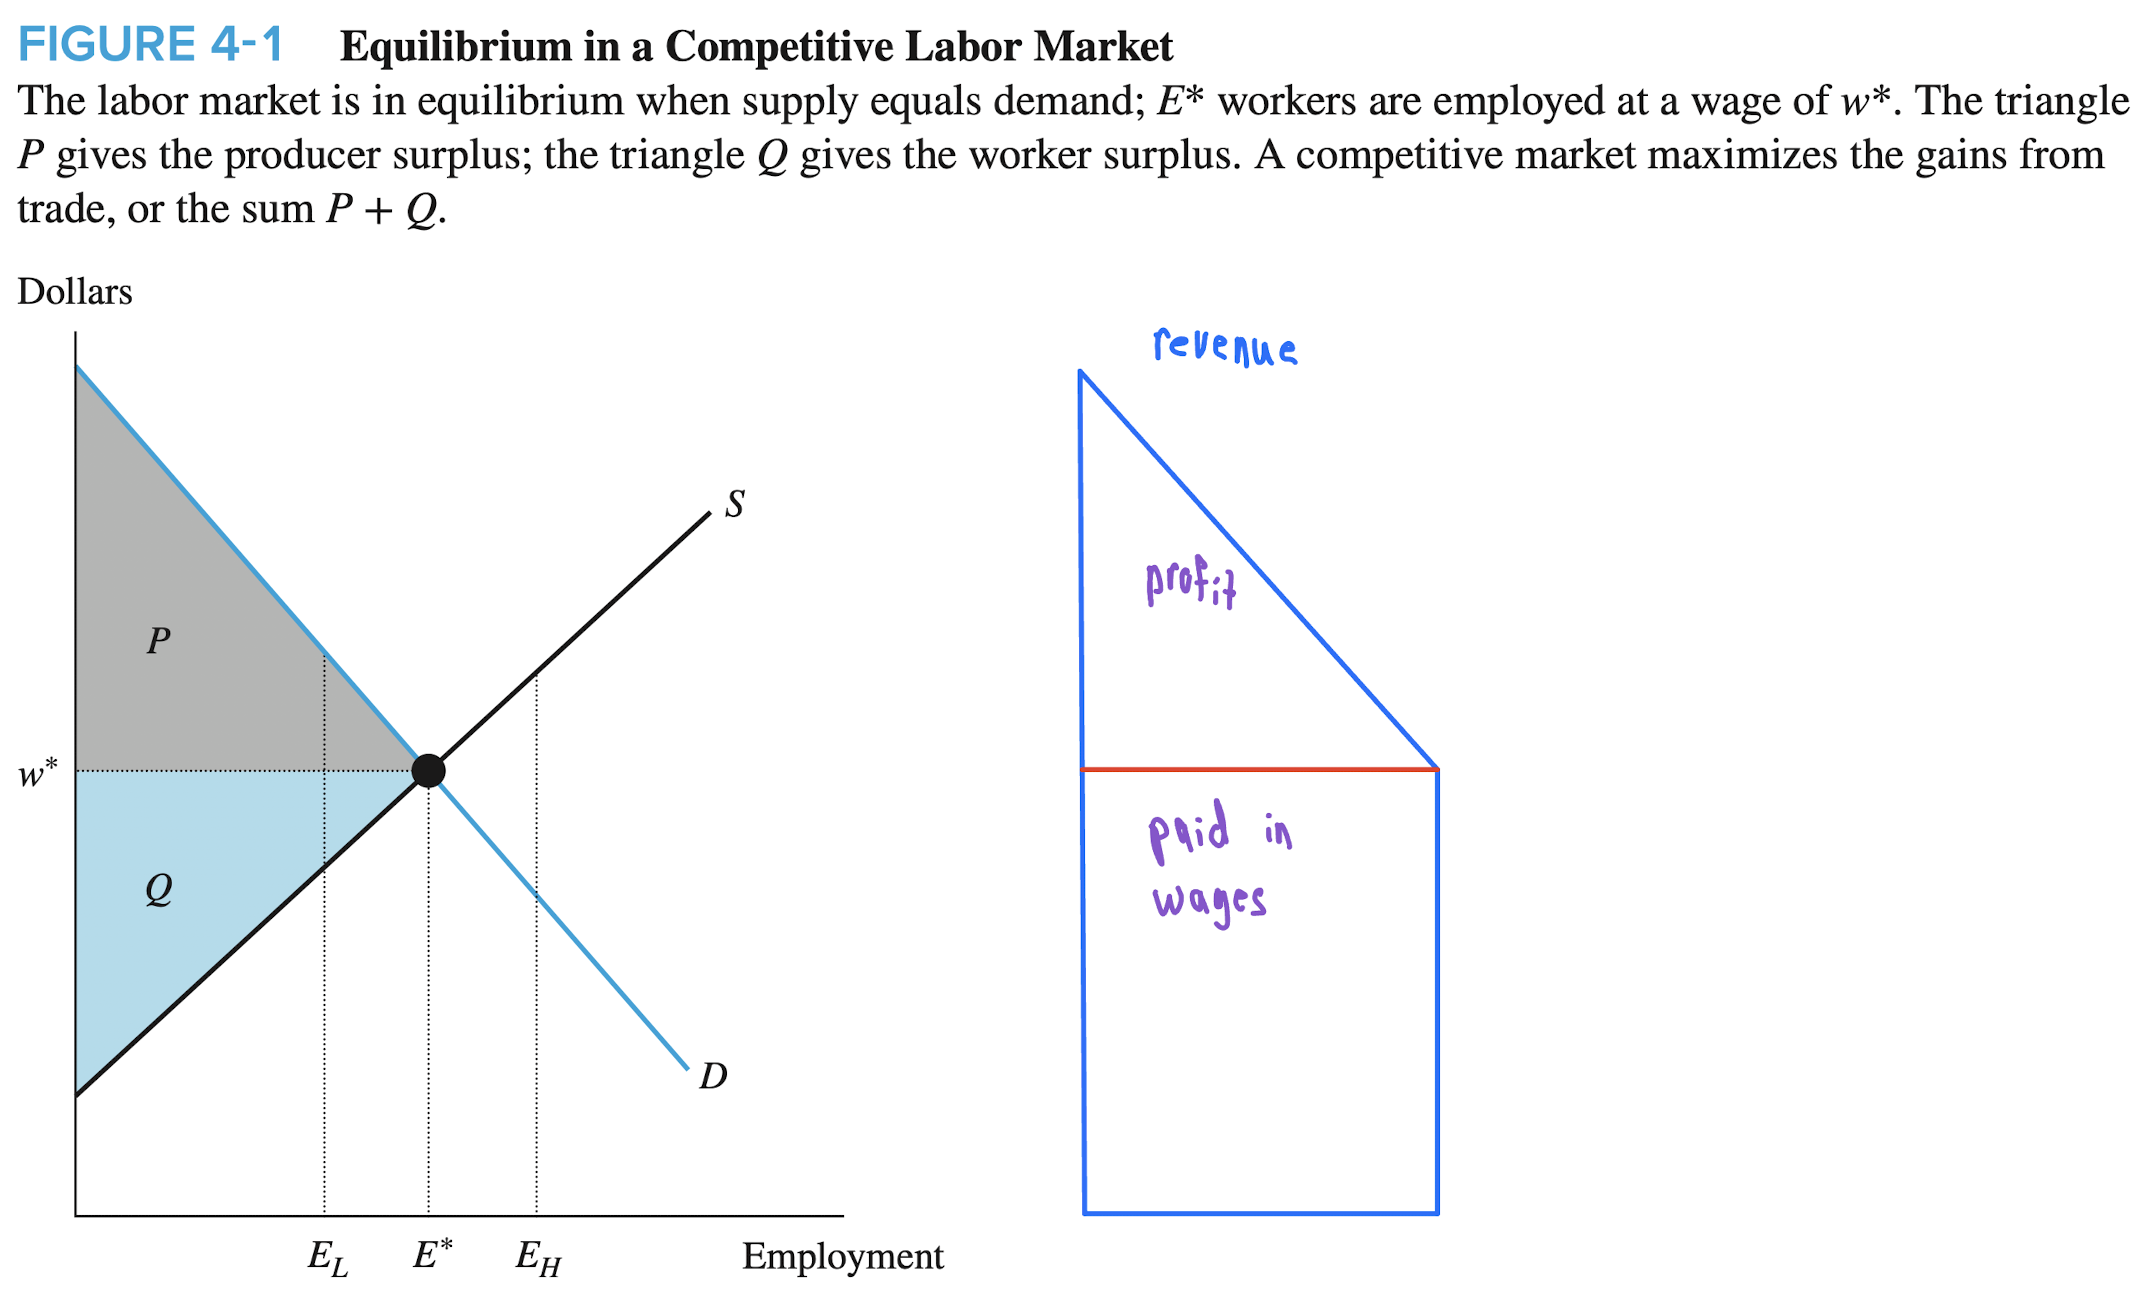 FIGURE 4-1 Equilibrium in a Competitive Labor Market
The labor market is in equilibrium when supply equals demand; E* workers are employed at a wage of w*. The triangle
P gives the producer surplus; the triangle Q gives the worker surplus. A competitive market maximizes the gains from
trade, or the sum P + Q.
Dollars
revenue
S
profit
P
w*
paid in
wages
Q
D
E_L E* E_H Employment